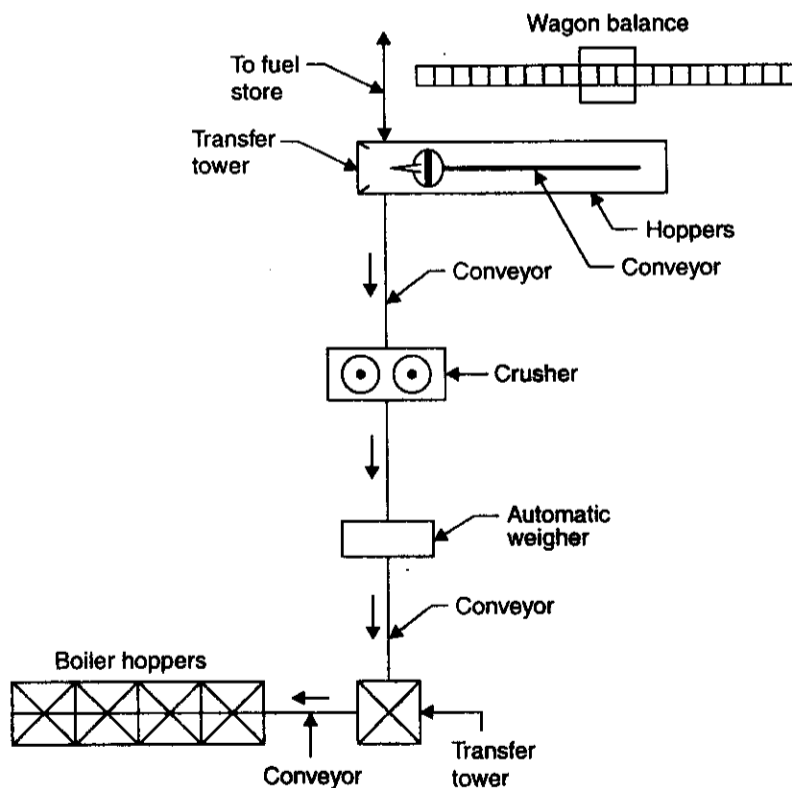 Wagon balance
To fuel
store
Transfer
tower
Hoppers
Conveyor
Conveyor
Crusher
Automatic
weigher
Conveyor
Boiler hoppers
Transfer
tower
Conveyor